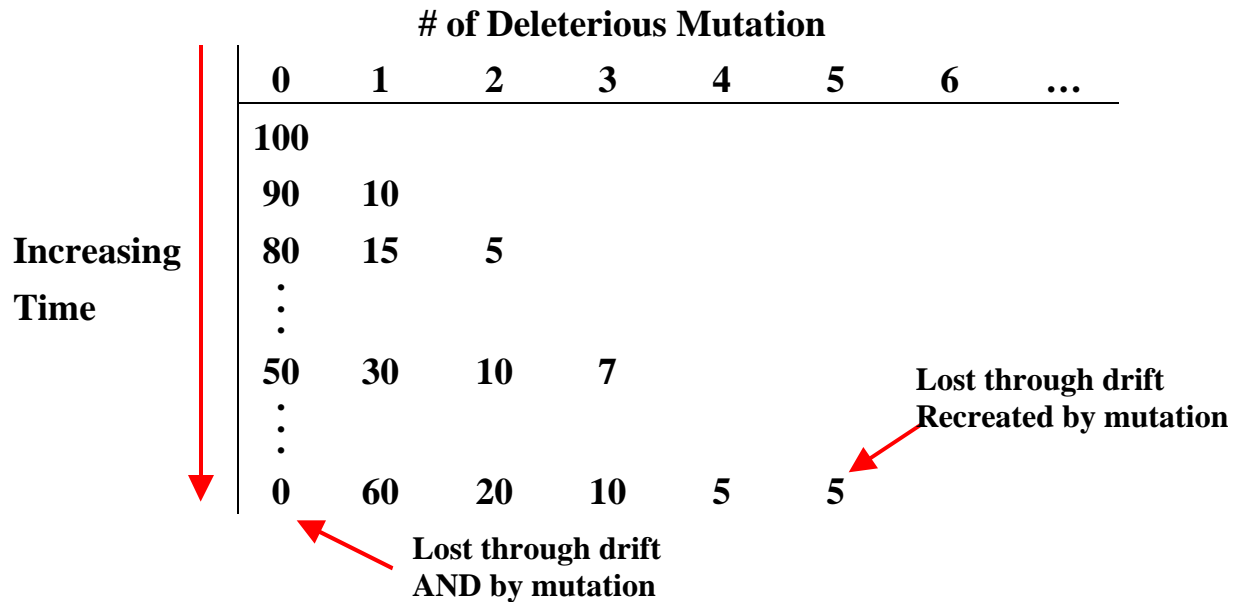 # of Deleterious Mutation
0 1 2 3 4 5 6 …
100
90 10
Increasing 80 15 5
Time
50 30 10 7
Lost through drift
Recreated by mutation
0 60 20 10 5 5
Lost through drift
AND by mutation